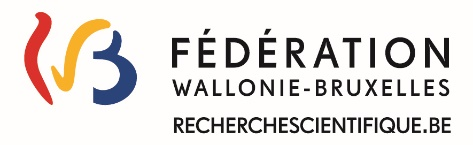 FÉDÉRATION
WALLONIE-BRUXELLES
RECHERCHESCIENTIFIQUE.BE